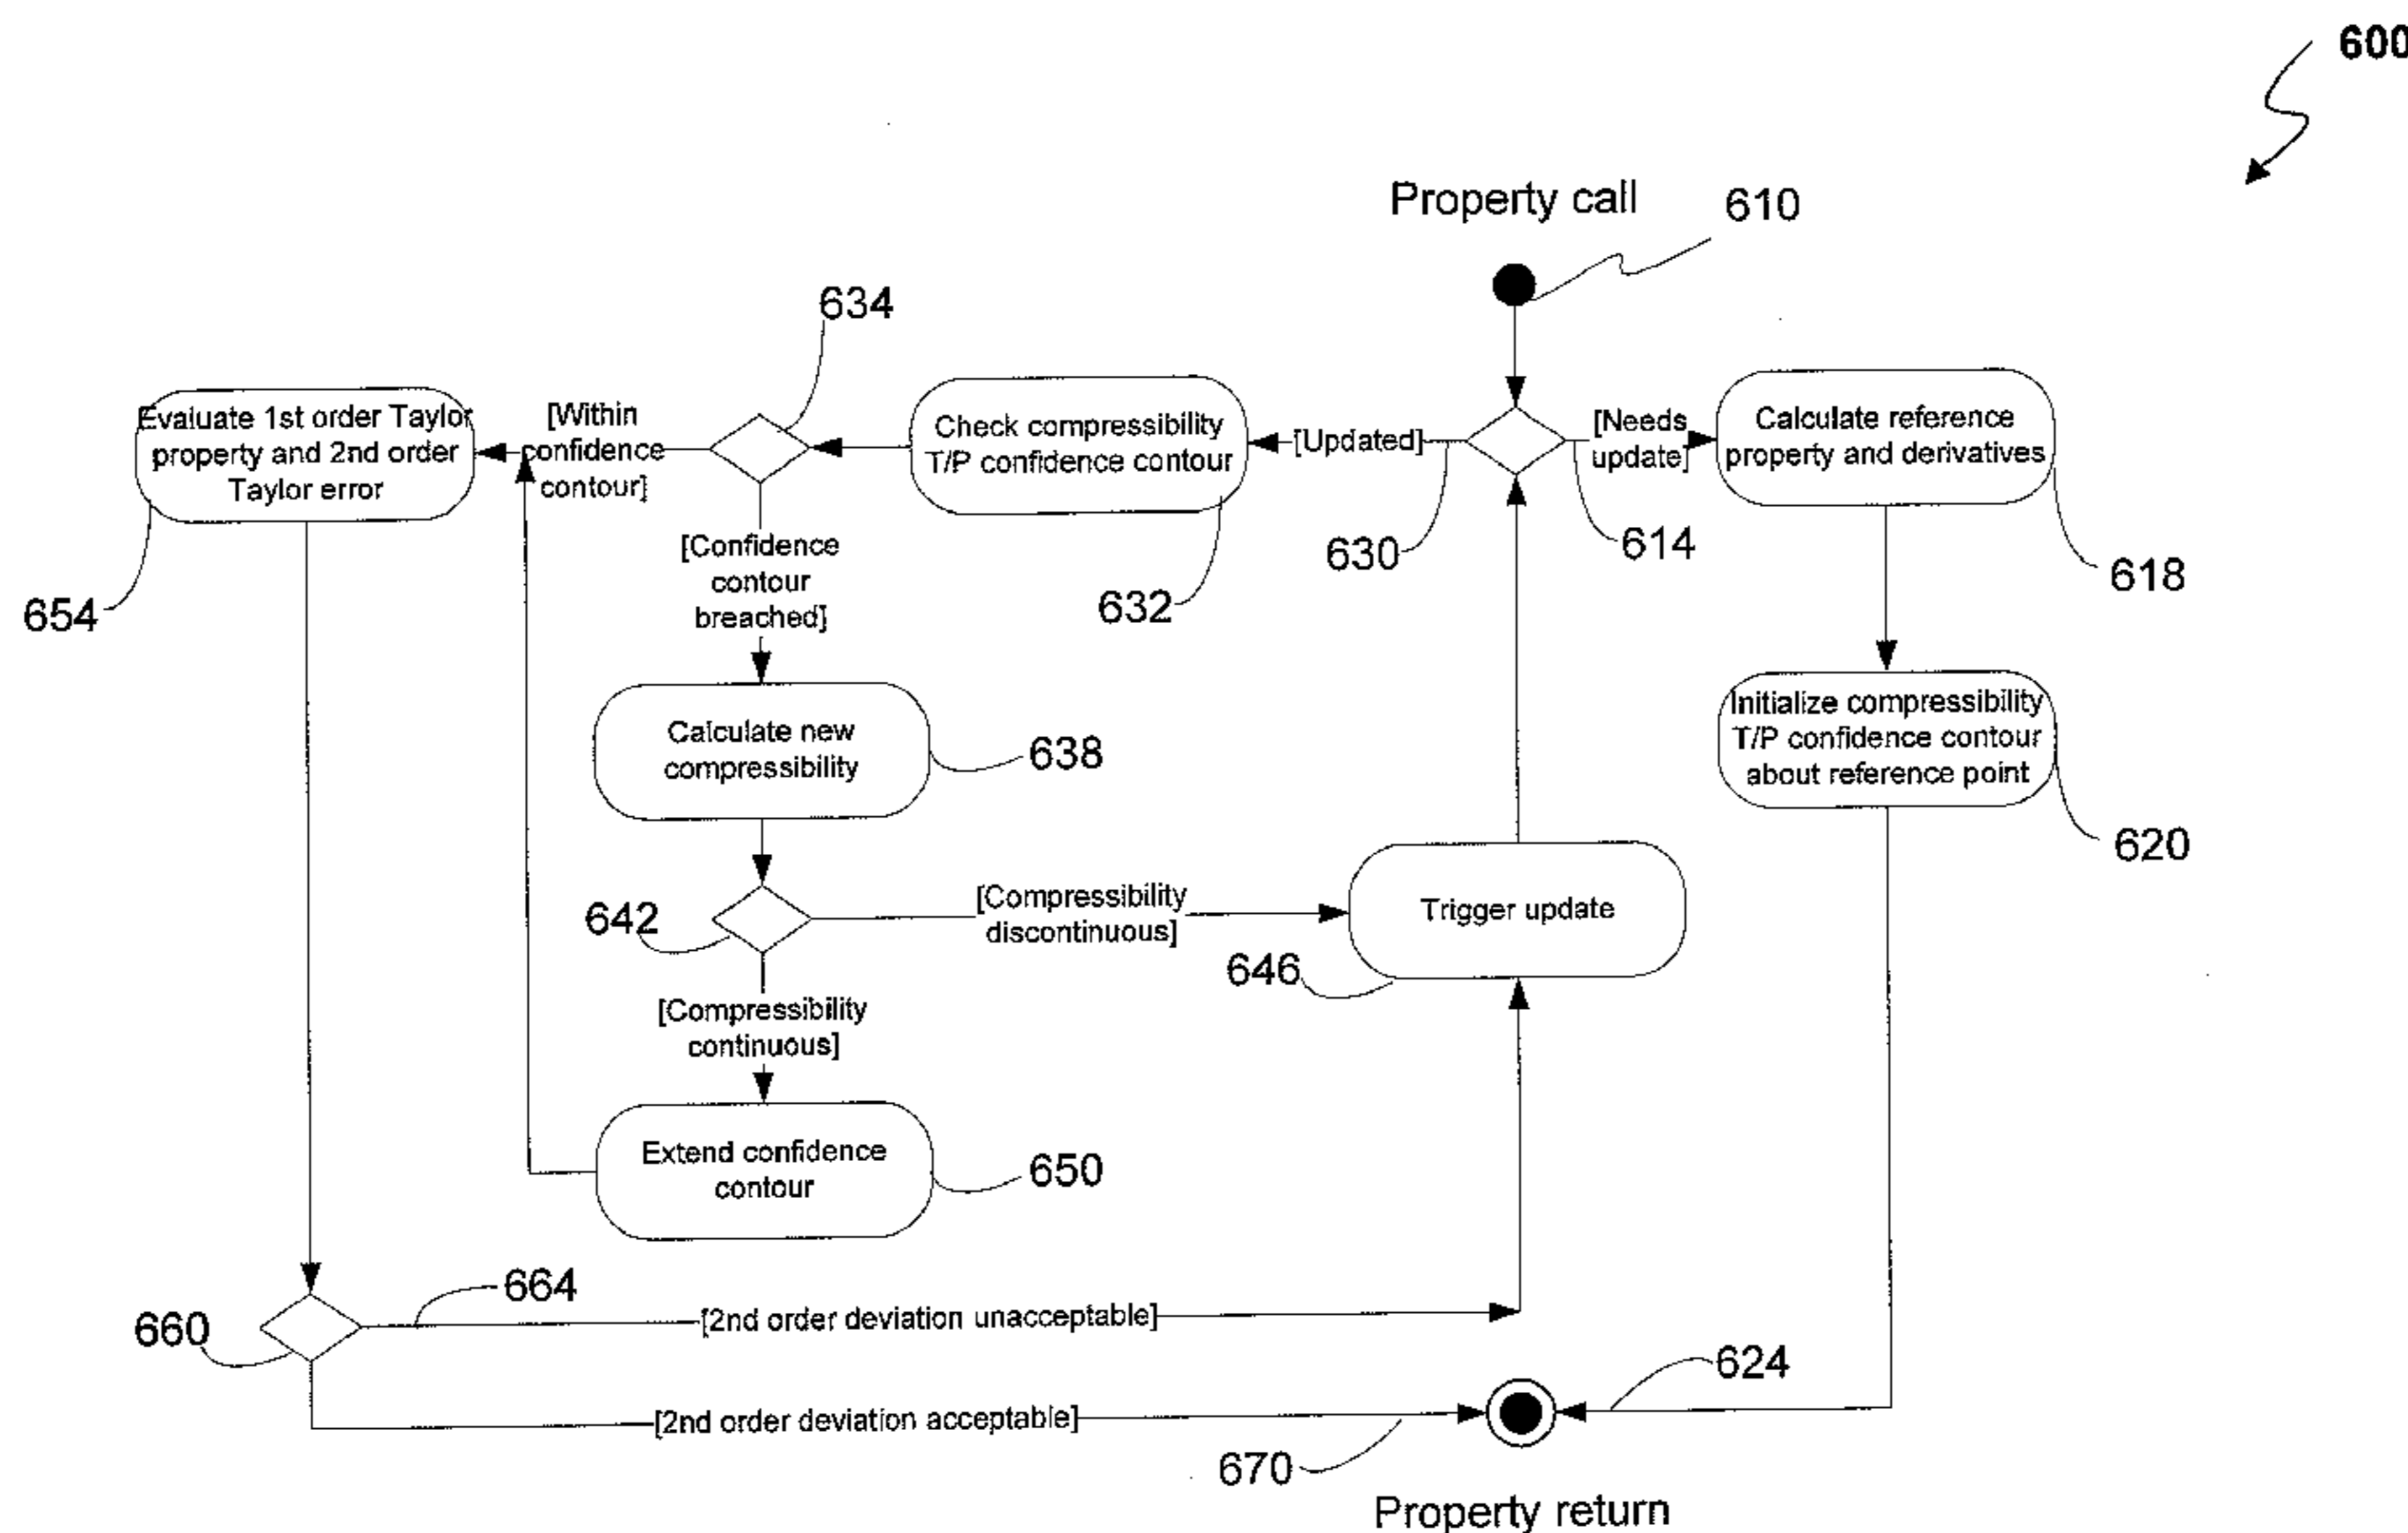 600
Property call
610
634
Evaluate 1st order Taylor
property and 2nd order
Taylor error
[Within
confidence
contour]
Check compressibility
T/P confidence contour
[Updated]
[Needs
update]
Calculate reference
property and derivatives
630
614
618
632
654
[Confidence
contour
breached]
Calculate new
compressibility
638
Initialize compressibility
T/P confidence contour
about reference point
620
642
[Compressibility
discontinuous]
Trigger update
646
[Compressibility
continuous]
Extend confidence
contour
650
664
660
[2nd order deviation unacceptable]
624
[2nd order deviation acceptable]
670
Property return